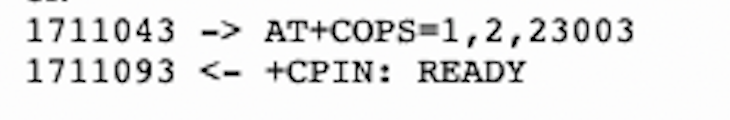 1711043 -> AT+COPS=1,2,23003
1711093 <- +CPIN: READY